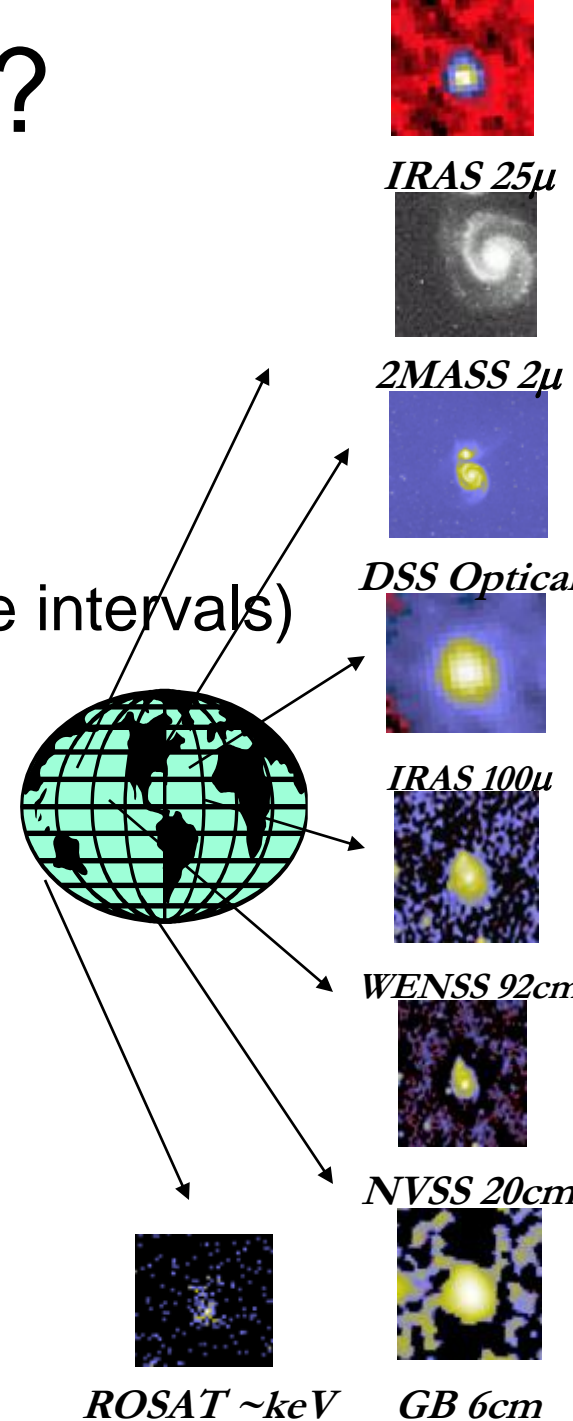 ?
IRAS 25μ
2MASS 2μ
DSS Optical
e intervals)
IRAS 100μ
WENSS 92cm
NVSS 20cm
ROSAT ~keV GB 6cm